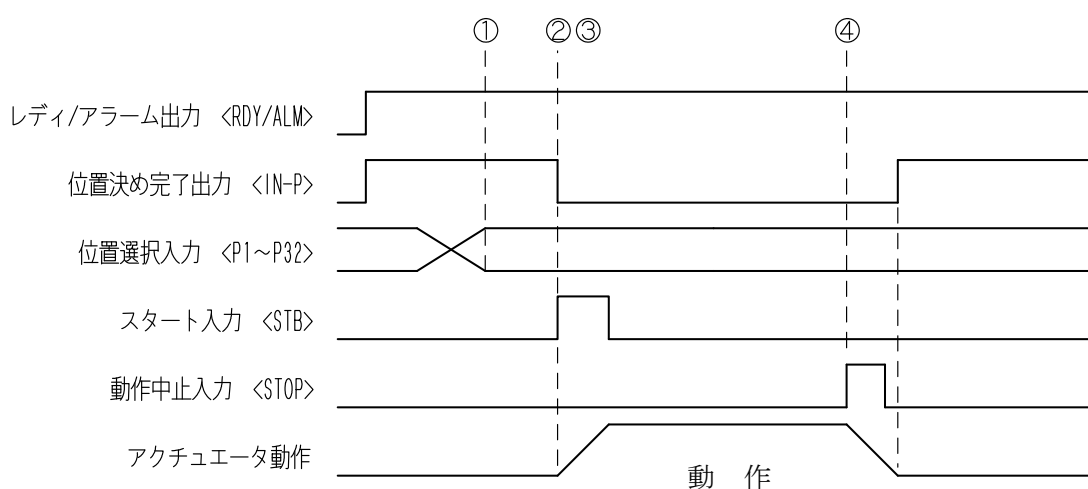 ① ②③ ④
レディ/アラーム出力 <RDY/ALM>
位置決め完了出力 <IN-P>
位置選択入力 <P1~P32>
スタート入力 <STB>
動作中止入力 <STOP>
アクチュエータ動作
動 作